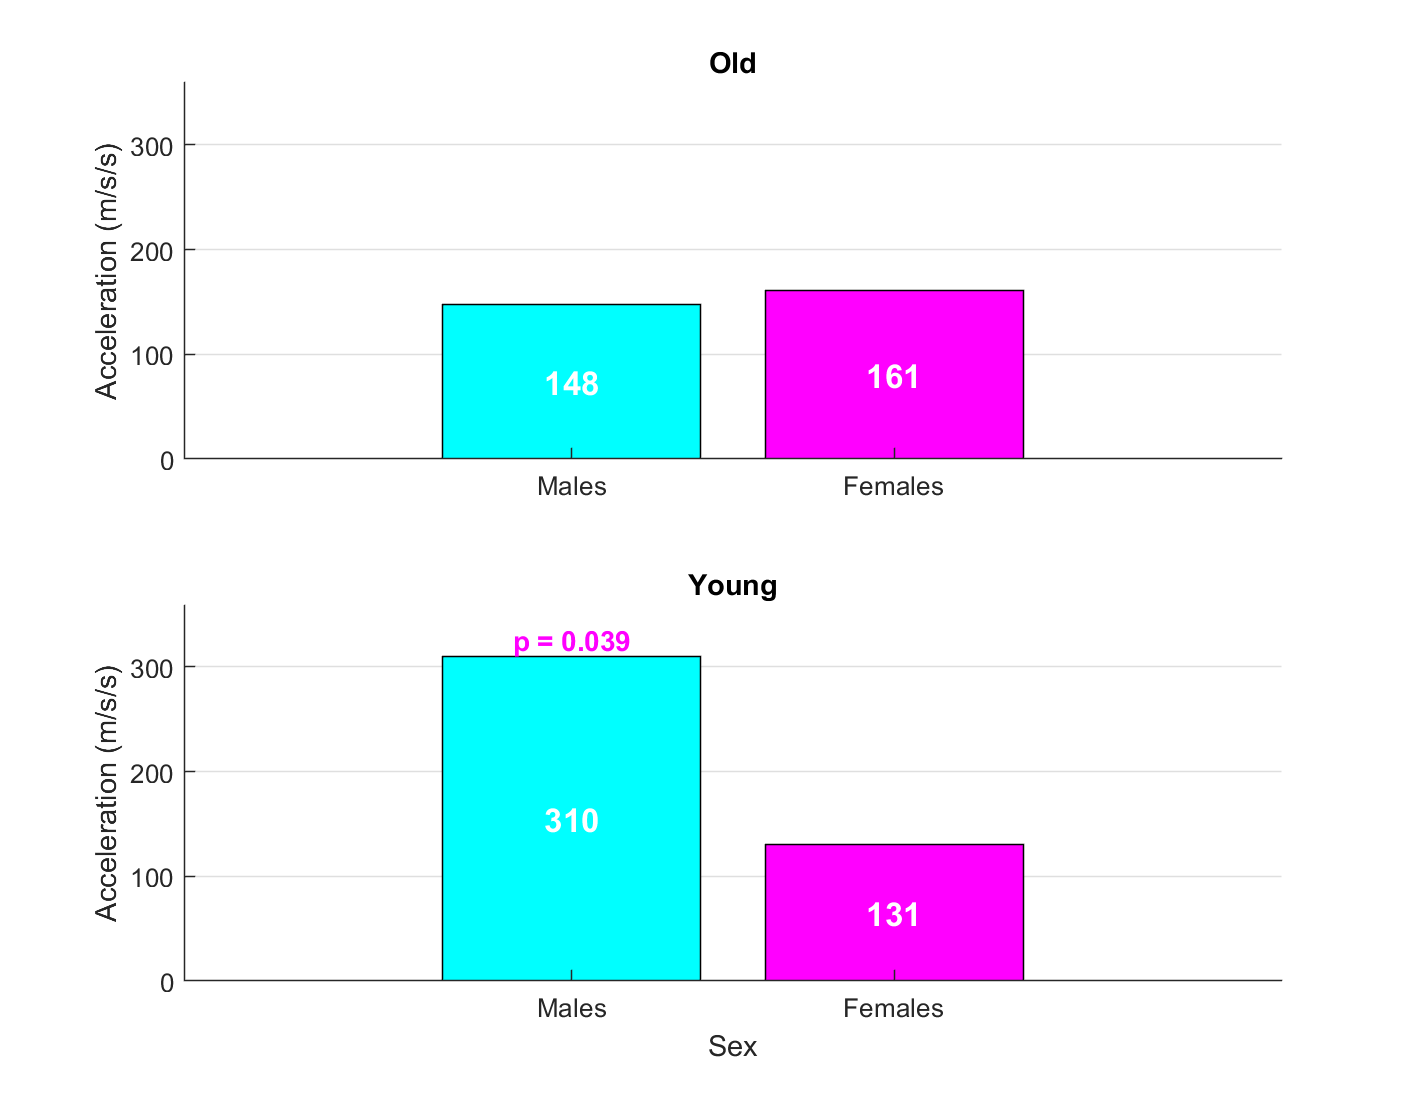 Old
Acceleration (m/s/s)
300
200
100
0
148
161
Males
Females
Young
Acceleration (m/s/s)
300
200
100
0
p = 0.039
310
131
Males
Females
Sex